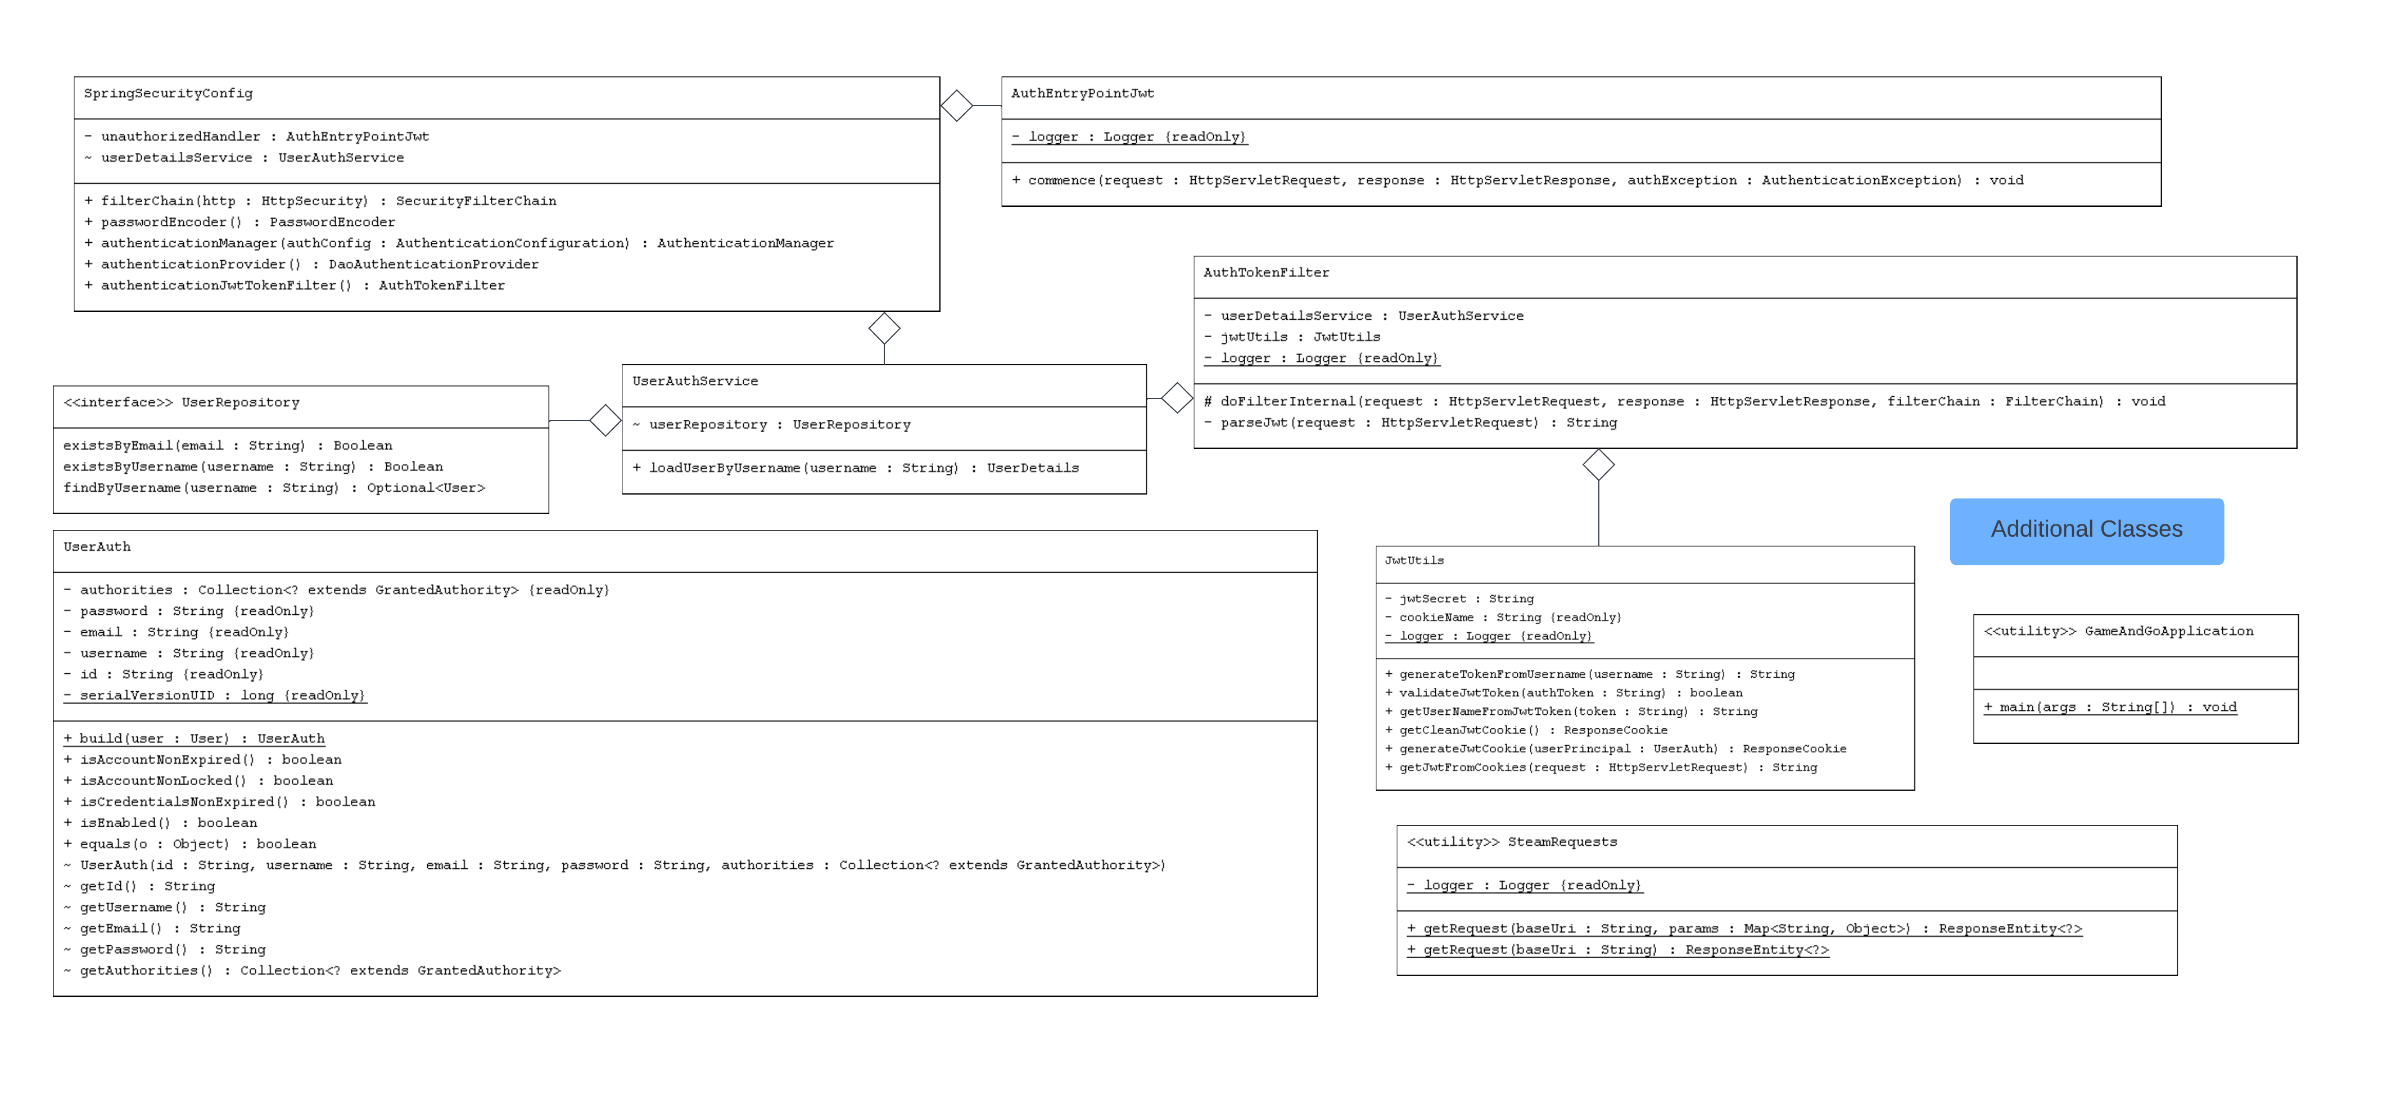 SpringSecurityConfig
- unauthorizedHandler : AuthEntryPointJwt
~ userDetailsService : UserAuthService
+ filterChain(http : HttpSecurity) : SecurityFilterChain
+ passwordEncoder() : PasswordEncoder
+ authenticationManager(authConfig : AuthenticationConfiguration) : AuthenticationManager
+ authenticationProvider() : DaoAuthenticationProvider
+ authenticationJwtTokenFilter() : AuthTokenFilter
AuthEntryPointJwt
- logger : Logger {readOnly}
+ commence(request : HttpServletRequest, response : HttpServletResponse, authException : AuthenticationException) : void
AuthTokenFilter
- userDetailsService : UserAuthService
- jwtUtils : JwtUtils
- logger : Logger {readOnly}
# doFilterInternal(request : HttpServletRequest, response : HttpServletResponse, filterChain : FilterChain) : void
- parseJwt(request : HttpServletRequest) : String
UserAuthService
~ userRepository : UserRepository
+ loadUserByUsername(username : String) : UserDetails
<<interface>> UserRepository
existsByEmail(email : String) : Boolean
existsByUsername(username : String) : Boolean
findByUsername(username : String) : Optional<User>
UserAuth
- authorities : Collection<? extends GrantedAuthority> {readOnly}
- password : String {readOnly}
- email : String {readOnly}
- username : String {readOnly}
- id : String {readOnly}
- serialVersionUID : long {readOnly}
+ build(user : User) : UserAuth
+ isAccountNonExpired() : boolean
+ isAccountNonLocked() : boolean
+ isCredentialsNonExpired() : boolean
+ isEnabled() : boolean
+ equals(o : Object) : boolean
~ UserAuth(id : String, username : String, email : String, password : String, authorities : Collection<? extends GrantedAuthority>)
~ getId() : String
~ getUsername() : String
~ getEmail() : String
~ getPassword() : String
~ getAuthorities() : Collection<? extends GrantedAuthority>
JwtUtils
- jwtSecret : String
- cookieName : String {readOnly}
- logger : Logger {readOnly}
+ generateTokenFromUsername(username : String) : String
+ validateJwtToken(authToken : String) : boolean
+ getUserNameFromJwtToken(token : String) : String
+ getCleanJwtCookie() : ResponseCookie
+ generateJwtCookie(userPrincipal : UserAuth) : ResponseCookie
+ getJwtFromCookies(request : HttpServletRequest) : String
Additional Classes
<<utility>> GameAndGoApplication
+ main(args : String[]) : void
<<utility>> SteamRequests
- logger : Logger {readOnly}
+ getRequest(baseUri : String, params : Map<String, Object>) : ResponseEntity<?>
+ getRequest(baseUri : String) : ResponseEntity<?>